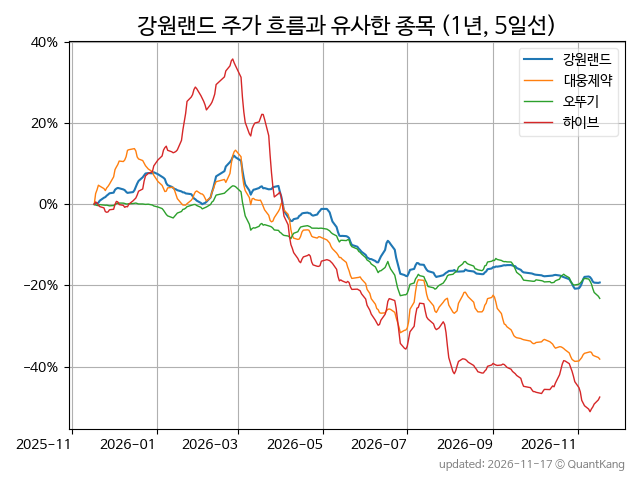 강원랜드 주가 흐름과 유사한 종목 (1년, 5일선)
강원랜드
대웅제약
오뚜기
하이브
40%
20%
0%
−20%
−40%
2025-11
2026-01
2026-03
2026-05
2026-07
2026-09
2026-11
updated: 2026-11-17 © QuantKang